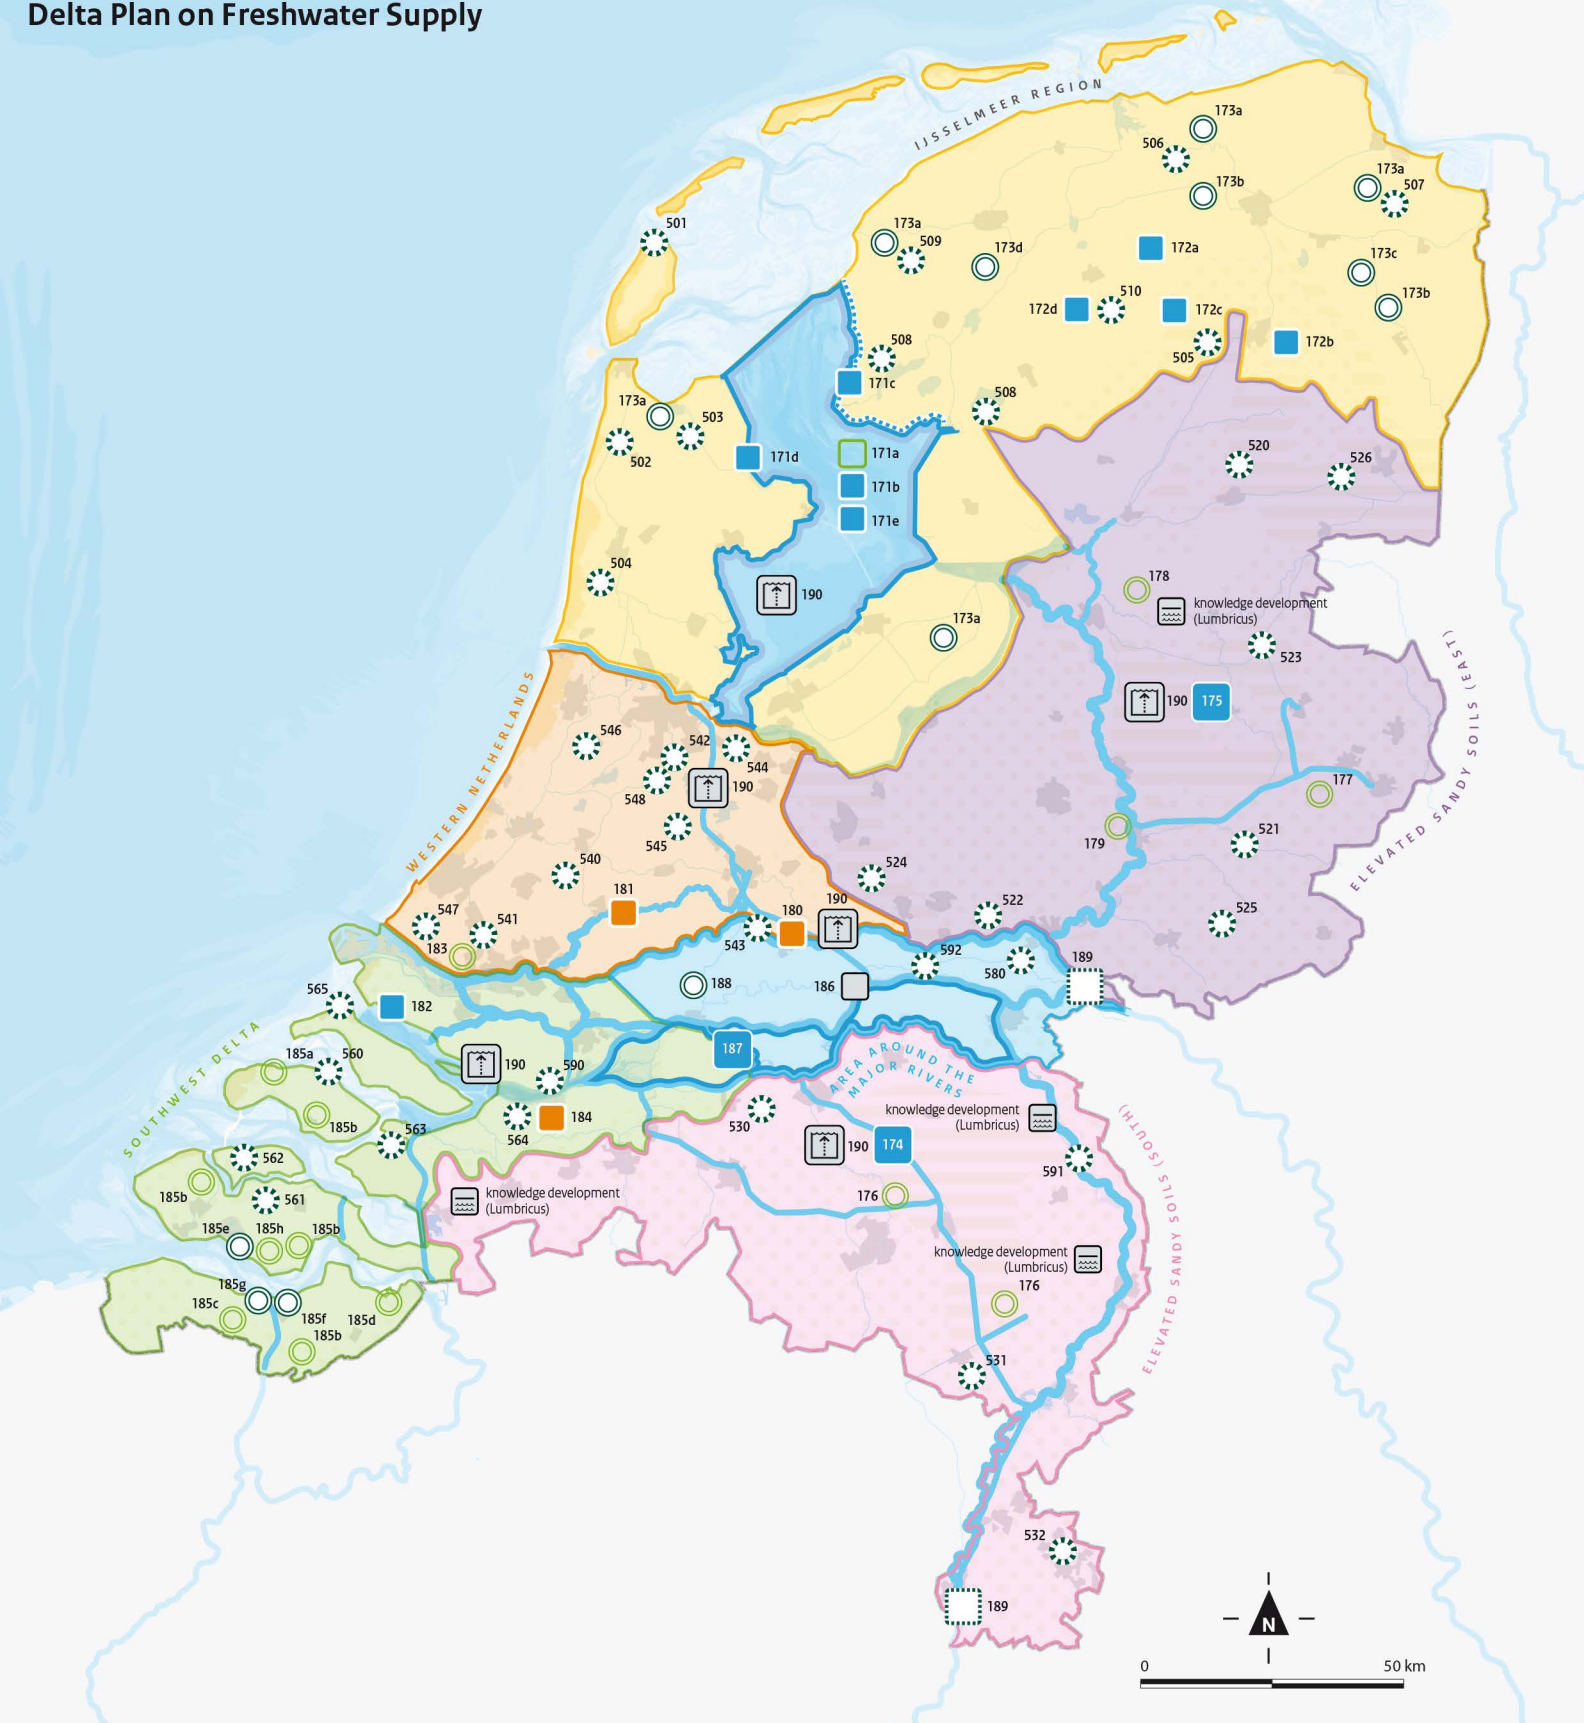 Delta Plan on Freshwater Supply
IJSSELMEER REGION
173a
506
173b
173a
507
501
173a
509
173d
172a
173c
173b
172d
510
172c
505
172b
508
171c
508
173a
503
502
171d
171a
171b
171e
520
526
504
190
178
knowledge development
(Lumbricus)
173a
523
190
175
ELEVATED SANDY SOILS (EAST)
WESTERN NETHERLANDS
546
542
544
548
190
545
177
179
521
540
524
181
190
180
522
525
547
541
183
543
592
580
189
188
186
565
182
187
190
590
AREA AROUND THE
MAJOR RIVERS
SOUTHWEST DELTA
185a
560
185b
563
564
184
530
knowledge development
(Lumbricus)
190
174
591
176
ELEVATED SANDY SOILS (SOUTH)
562
185b
561
knowledge development
(Lumbricus)
185e
185h
185b
knowledge development
(Lumbricus)
176
185g
185c
185f
185d
185b
531
532
189
N
0
50 km